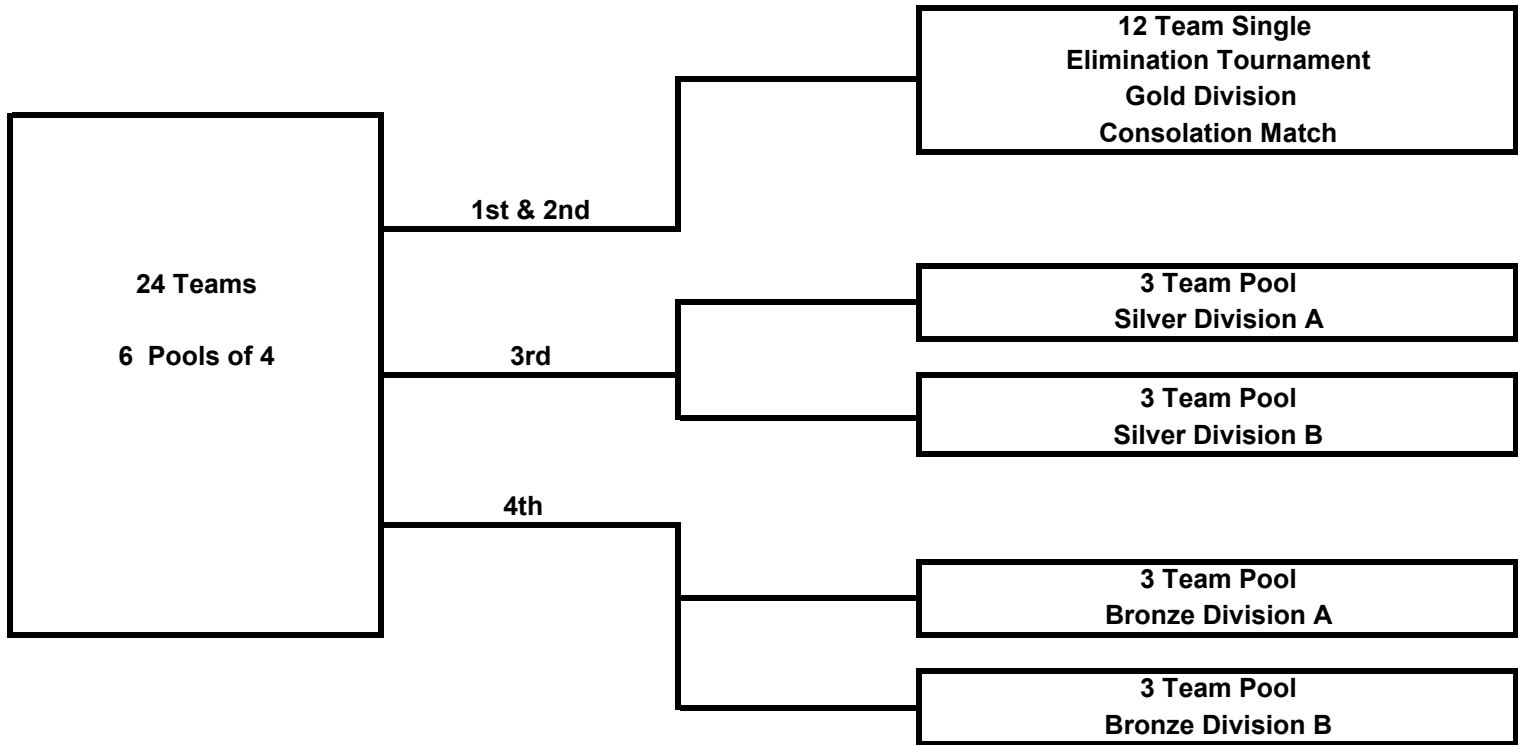 24 Teams
6 Pools of 4
1st & 2nd
3rd
4th
12 Team Single
Elimination Tournament
Gold Division
Consolation Match
3 Team Pool
Silver Division A
3 Team Pool
Silver Division B
3 Team Pool
Bronze Division A
3 Team Pool
Bronze Division B